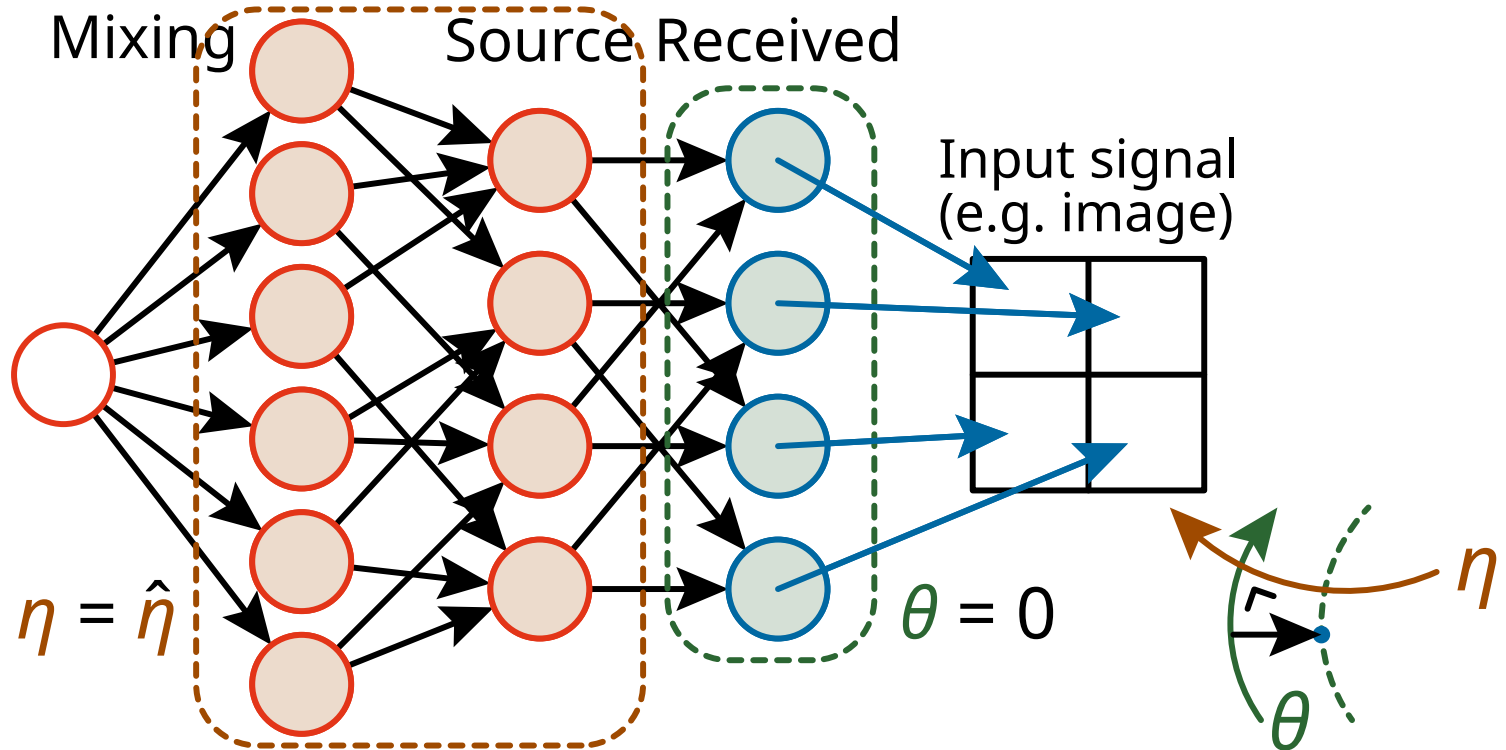 Mixing
Source
Received
Input signal
(e.g. image)
η = η̂
θ = 0
η
θ